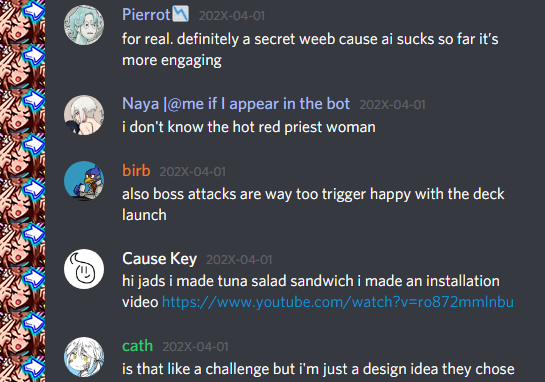 Pierrot 202X-04-01
for real. definitely a secret weeb cause ai sucks so far it's
more engaging
Naya |@me if I appear in the bot 202X-04-01
i don't know the hot red priest woman
birb 202X-04-01
also boss attacks are way too trigger happy with the deck
launch
Cause Key 202X-04-01
hi jads i made tuna salad sandwich i made an installation
video https://www.youtube.com/watch?v=ro872mmlnbu
cath 202X-04-01
is that like a challenge but i'm just a design idea they chose